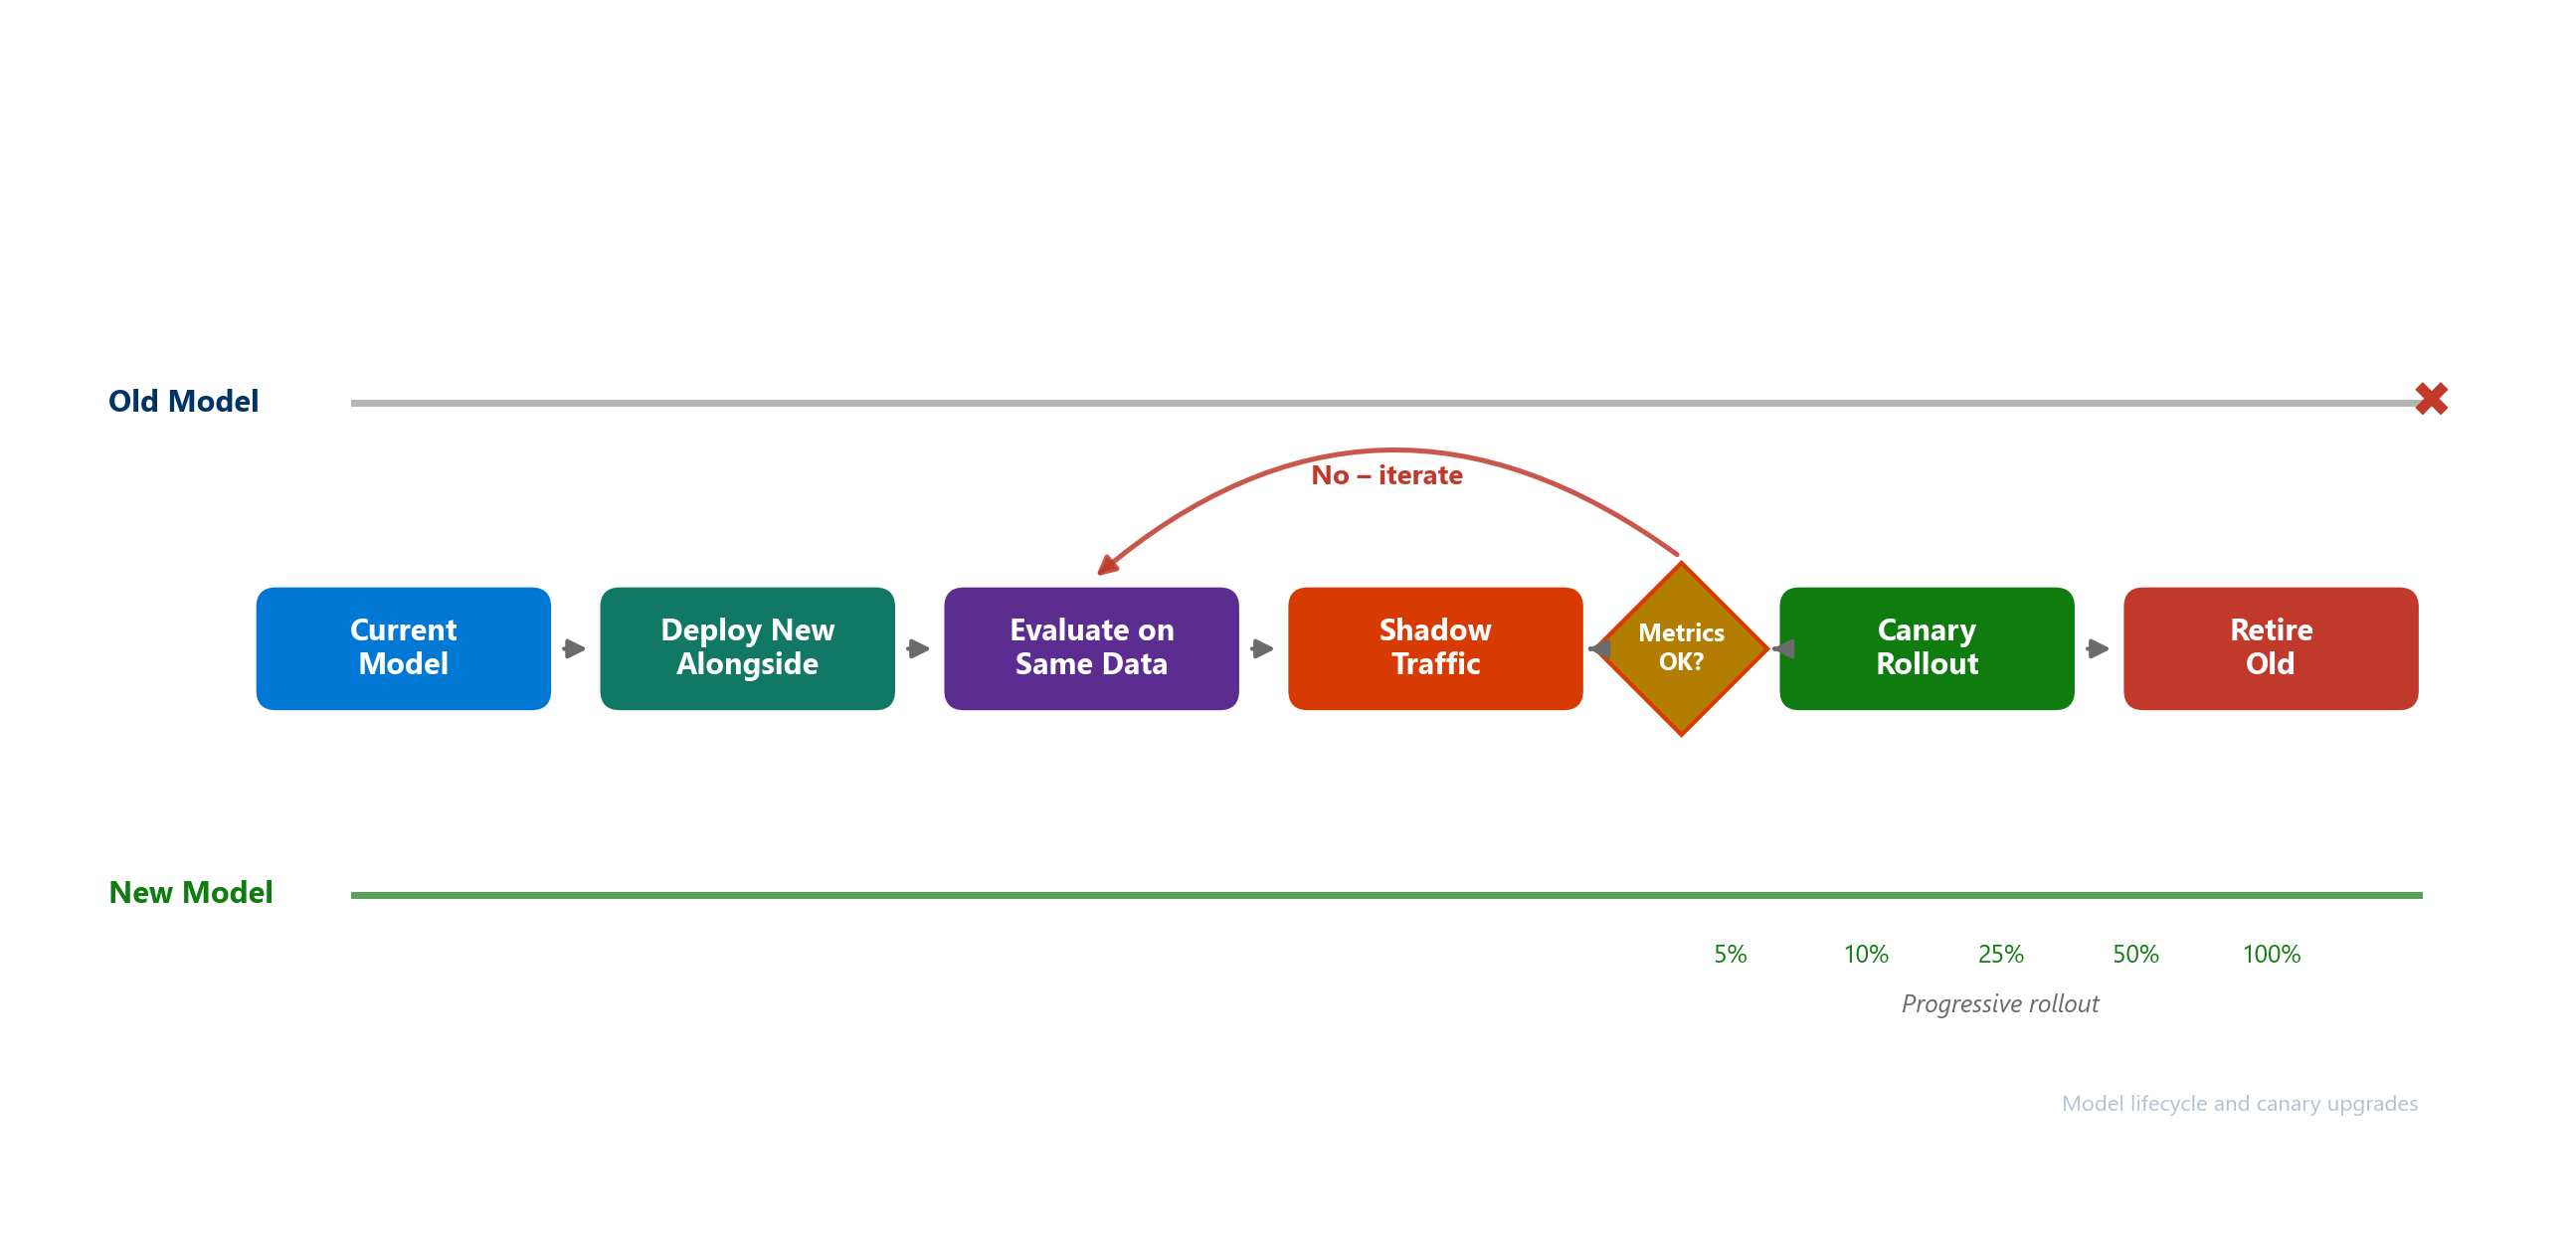 Old Model
No – iterate
Current
Model
Deploy New
Alongside
Evaluate on
Same Data
Shadow
Traffic
Metrics
OK?
Canary
Rollout
Retire
Old
New Model
5%
10%
25%
50%
100%
Progressive rollout
Model lifecycle and canary upgrades